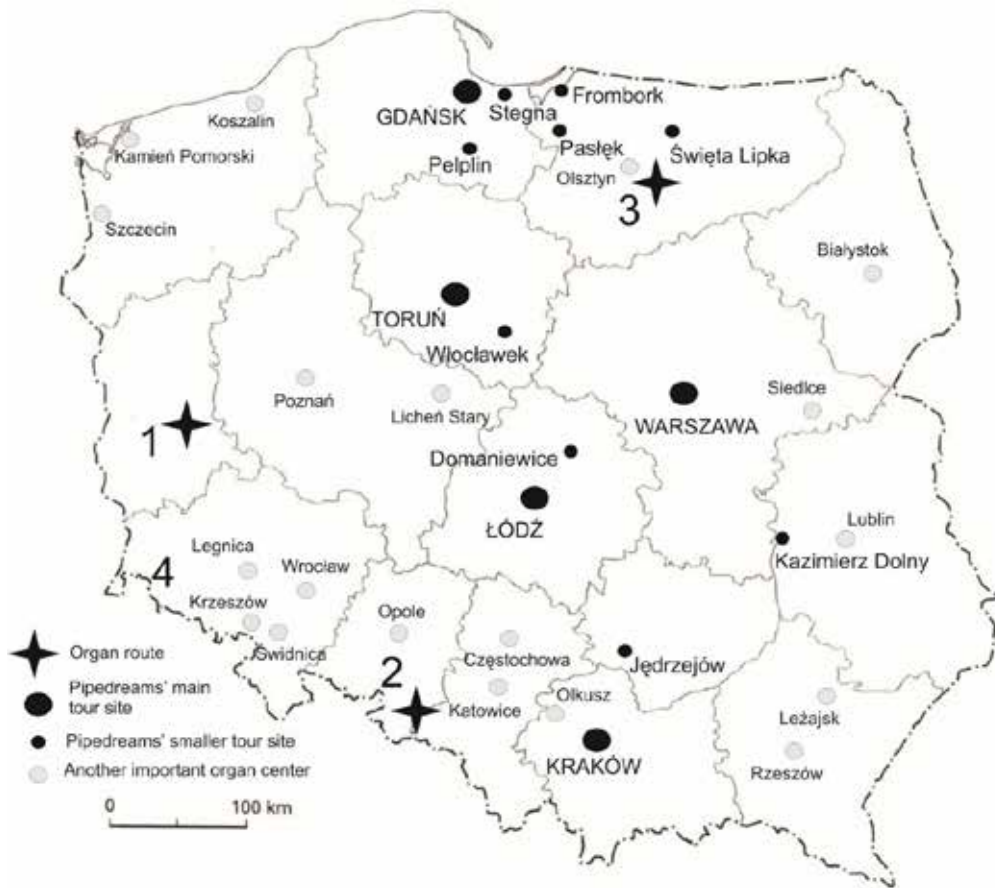 Koszalin
GDAŃSK
Stegna
Frombork
Kamień Pomorski
Pelplin
Pasłęk
Święta Lipka
Olsztyn
3
Szczecin
Białystok
TORUŃ
Włocławek
Poznań
Licheń Stary
WARSZAWA
Siedlce
1
Domaniewice
ŁÓDŹ
Lublin
Kazimierz Dolny
Legnica
4
Wrocław
Krzeszów
Świdnica
Opole
2
Częstochowa
Katowice
Jędrzejów
Olkusz
KRAKÓW
Leżajsk
Rzeszów
Organ route
Pipedreams' main
tour site
Pipedreams' smaller tour site
Another important organ center
0 100 km